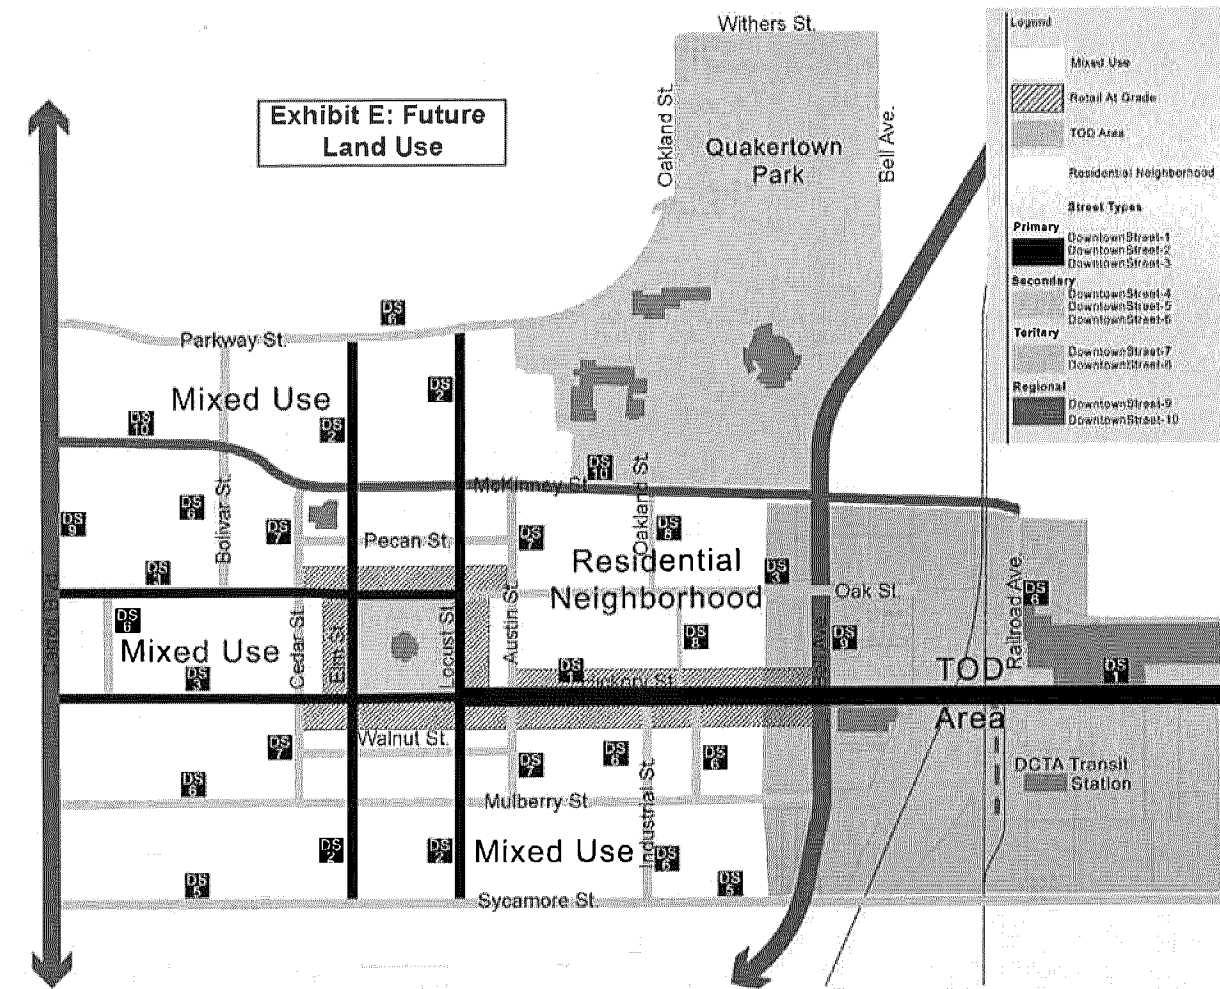 Withers St.
Legend
Mixed Use
Retail At Grade
TOD Area
Residential Neighborhood
Street Types
Primary
DowntownStreet-1
DowntownStreet-2
DowntownStreet-3
Secondary
DowntownStreet-4
DowntownStreet-5
DowntownStreet-6
Teritary
DowntownStreet-7
DowntownStreet-8
Regional
DowntownStreet-9
DowntownStreet-10
Exhibit E: Future
Land Use
Oakland St.
Quakertown
Park
Bell Ave.
DS
6
Parkway St.
Mixed Use
DS
2
DS
10
DS
2
DS
10
McKinney St.
Oakland St.
Bolivar St.
DS
9
DS
6
DS
7
Pecan St.
DS
7
DS
8
Residential
Neighborhood
DS
3
DS
3
Oak St.
Railroad Ave.
DS
8
DS
6
Mixed Use
Cedar St.
Elm St
Locust St.
Austin St.
DS
8
DS
9
DS
3
DS
1
Hickory St.
TOD
Area
DS
1
Carroll Blvd
Walnut St.
DS
7
DS
7
DS
6
DS
6
DCTA Transit
Station
DS
6
Mulberry St.
Industrial St.
DS
2
DS
2
Mixed Use
DS
6
DS
5
DS
5
Sycamore St.